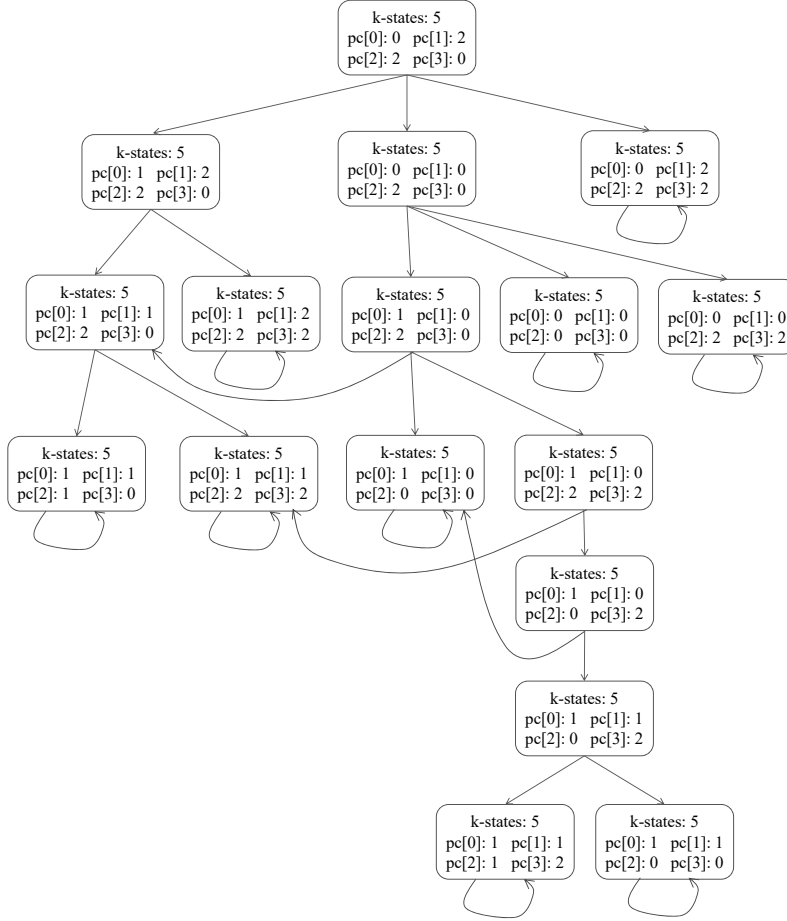 k-states: 5
pc[0]: 0 pc[1]: 2
pc[2]: 2 pc[3]: 0
k-states: 5
pc[0]: 1 pc[1]: 2
pc[2]: 2 pc[3]: 0
k-states: 5
pc[0]: 0 pc[1]: 0
pc[2]: 2 pc[3]: 0
k-states: 5
pc[0]: 0 pc[1]: 2
pc[2]: 2 pc[3]: 2
k-states: 5
pc[0]: 1 pc[1]: 1
pc[2]: 2 pc[3]: 0
k-states: 5
pc[0]: 1 pc[1]: 2
pc[2]: 2 pc[3]: 2
k-states: 5
pc[0]: 1 pc[1]: 0
pc[2]: 2 pc[3]: 0
k-states: 5
pc[0]: 0 pc[1]: 0
pc[2]: 0 pc[3]: 0
k-states: 5
pc[0]: 0 pc[1]: 0
pc[2]: 2 pc[3]: 2
k-states: 5
pc[0]: 1 pc[1]: 1
pc[2]: 1 pc[3]: 0
k-states: 5
pc[0]: 1 pc[1]: 1
pc[2]: 2 pc[3]: 2
k-states: 5
pc[0]: 1 pc[1]: 0
pc[2]: 0 pc[3]: 0
k-states: 5
pc[0]: 1 pc[1]: 0
pc[2]: 2 pc[3]: 2
k-states: 5
pc[0]: 1 pc[1]: 0
pc[2]: 0 pc[3]: 2
k-states: 5
pc[0]: 1 pc[1]: 1
pc[2]: 0 pc[3]: 2
k-states: 5
pc[0]: 1 pc[1]: 1
pc[2]: 1 pc[3]: 2
k-states: 5
pc[0]: 1 pc[1]: 1
pc[2]: 0 pc[3]: 0